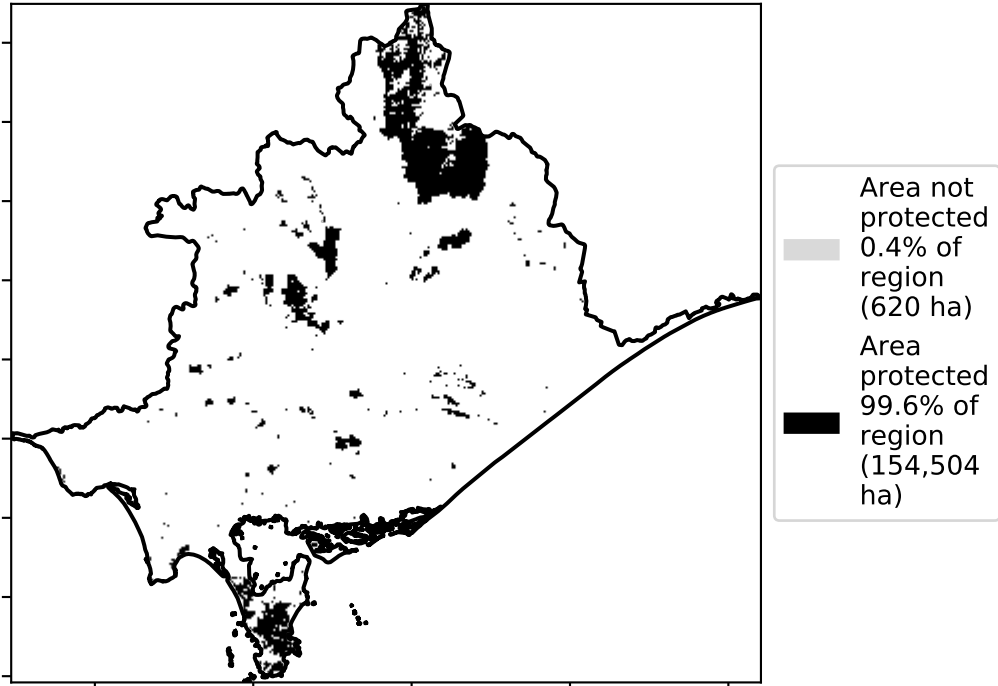 Area not
protected
0.4% of
region
(620 ha)
Area
protected
99.6% of
region
(154,504
ha)